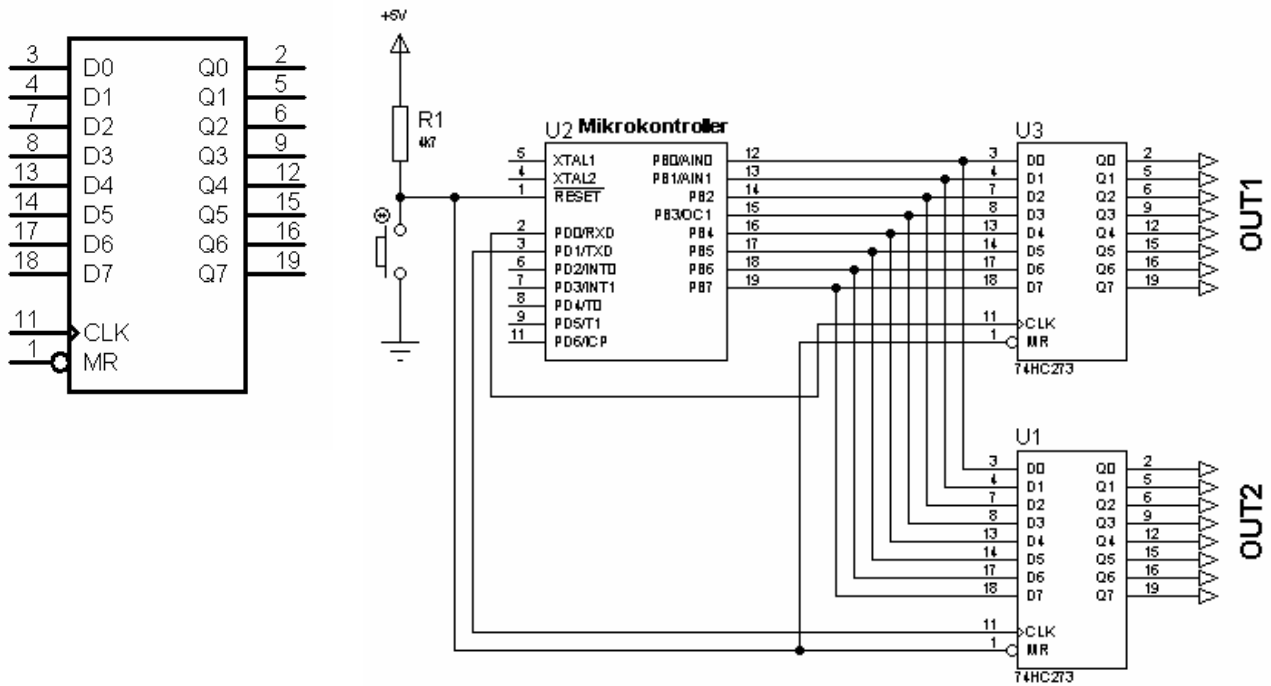 3 D0 Q0 2
4 D1 Q1 5
7 D2 Q2 6
8 D3 Q3 9
13 D4 Q4 12
14 D5 Q5 15
17 D6 Q6 16
18 D7 Q7 19
11 CLK
1 MR
+5V
R1
4K7
U2 Mikrokontroller
5 XTAL1 PB0/AIN0 12
4 XTAL2 PB1/AIN1 13
1 RESET PB2 14
PB3/OC1 15
2 PD0/RXD PB4 16
3 PD1/TXD PB5 17
6 PD2/INT0 PB6 18
7 PD3/INT1 PB7 19
8 PD4/T0
9 PD5/T1
11 PD6/ICP
U3
3 D0 Q0 2
4 D1 Q1 5
7 D2 Q2 6
8 D3 Q3 9
13 D4 Q4 12
14 D5 Q5 15
17 D6 Q6 16
18 D7 Q7 19
11 CLK
1 MR
74HC273
OUT1
U1
3 D0 Q0 2
4 D1 Q1 5
7 D2 Q2 6
8 D3 Q3 9
13 D4 Q4 12
14 D5 Q5 15
17 D6 Q6 16
18 D7 Q7 19
11 CLK
1 MR
74HC273
OUT2